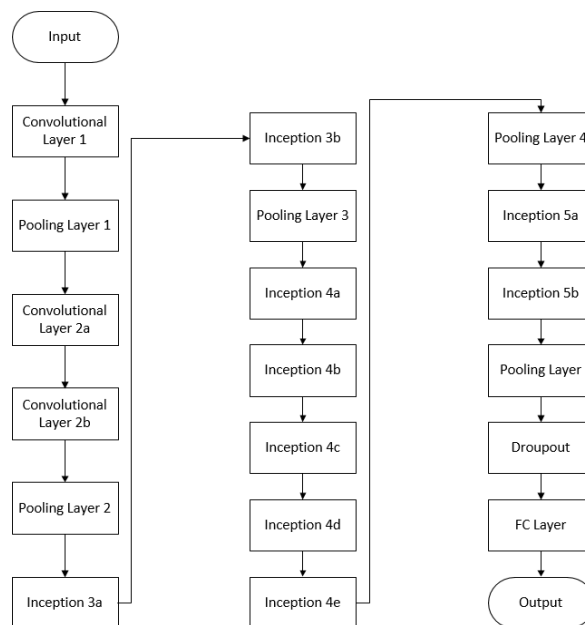 Input
Convolutional
Layer 1
Pooling Layer 1
Convolutional
Layer 2a
Convolutional
Layer 2b
Pooling Layer 2
Inception 3a
Inception 3b
Pooling Layer 3
Inception 4a
Inception 4b
Inception 4c
Inception 4d
Inception 4e
Pooling Layer 4
Inception 5a
Inception 5b
Pooling Layer
Droupout
FC Layer
Output